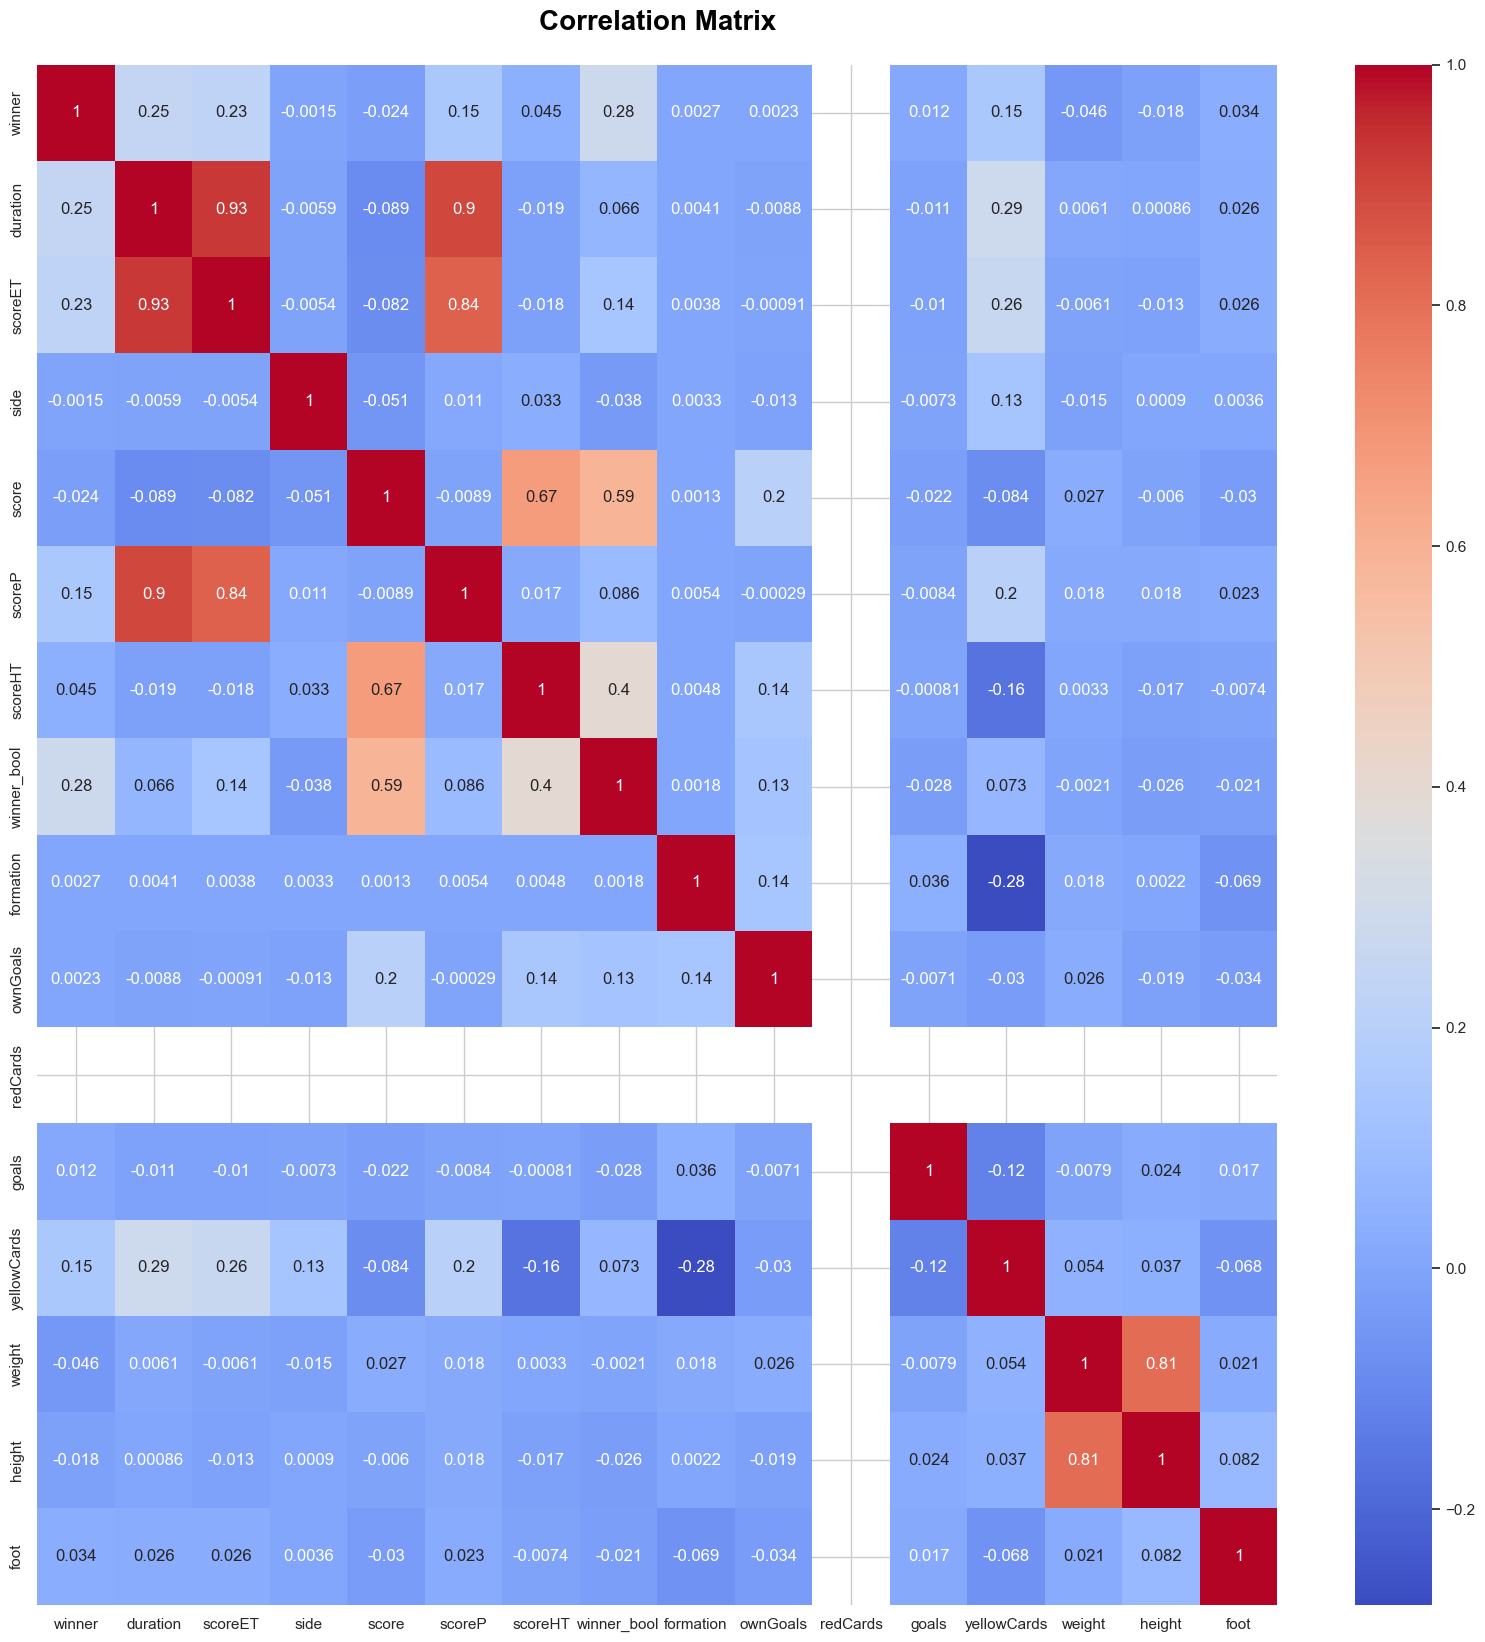 Correlation Matrix
winner 1 0.25 0.23 -0.0015 -0.024 0.15 0.045 0.28 0.0027 0.0023 0.012 0.15 -0.046 -0.018 0.034
duration 0.25 1 0.93 -0.0059 -0.089 0.9 -0.019 0.066 0.0041 -0.0088 -0.011 0.29 0.0061 0.00086 0.026
scoreET 0.23 0.93 1 -0.0054 -0.082 0.84 -0.018 0.14 0.0038 -0.00091 -0.01 0.26 -0.0061 -0.013 0.026
side -0.0015 -0.0059 -0.0054 1 -0.051 0.011 0.033 -0.038 0.0033 -0.013 -0.0073 0.13 -0.015 0.0009 0.0036
score -0.024 -0.089 -0.082 -0.051 1 -0.0089 0.67 0.59 0.0013 0.2 -0.022 -0.084 0.027 -0.006 -0.03
scoreP 0.15 0.9 0.84 0.011 -0.0089 1 0.017 0.086 0.0054 -0.00029 -0.0084 0.2 0.018 0.018 0.023
scoreHT 0.045 -0.019 -0.018 0.033 0.67 0.017 1 0.4 0.0048 0.14 -0.00081 -0.16 0.0033 -0.017 -0.0074
winner_bool 0.28 0.066 0.14 -0.038 0.59 0.086 0.4 1 0.0018 0.13 -0.028 0.073 -0.0021 -0.026 -0.021
formation 0.0027 0.0041 0.0038 0.0033 0.0013 0.0054 0.0048 0.0018 1 0.14 0.036 -0.28 0.018 0.0022 -0.069
ownGoals 0.0023 -0.0088 -0.00091 -0.013 0.2 -0.00029 0.14 0.13 0.14 1 -0.0071 -0.03 0.026 -0.019 -0.034
redCards
goals 0.012 -0.011 -0.01 -0.0073 -0.022 -0.0084 -0.00081 -0.028 0.036 -0.0071 1 -0.12 -0.0079 0.024 0.017
yellowCards 0.15 0.29 0.26 0.13 -0.084 0.2 -0.16 0.073 -0.28 -0.03 -0.12 1 0.054 0.037 -0.068
weight -0.046 0.0061 -0.0061 -0.015 0.027 0.018 0.0033 -0.0021 0.018 0.026 -0.0079 0.054 1 0.81 0.021
height -0.018 0.00086 -0.013 0.0009 -0.006 0.018 -0.017 -0.026 0.0022 -0.019 0.024 0.037 0.81 1 0.082
foot 0.034 0.026 0.026 0.0036 -0.03 0.023 -0.0074 -0.021 -0.069 -0.034 0.017 -0.068 0.021 0.082 1
winner duration scoreET side score scoreP scoreHT winner_bool formation ownGoals redCards goals yellowCards weight height foot
1.0
0.8
0.6
0.4
0.2
0.0
−0.2